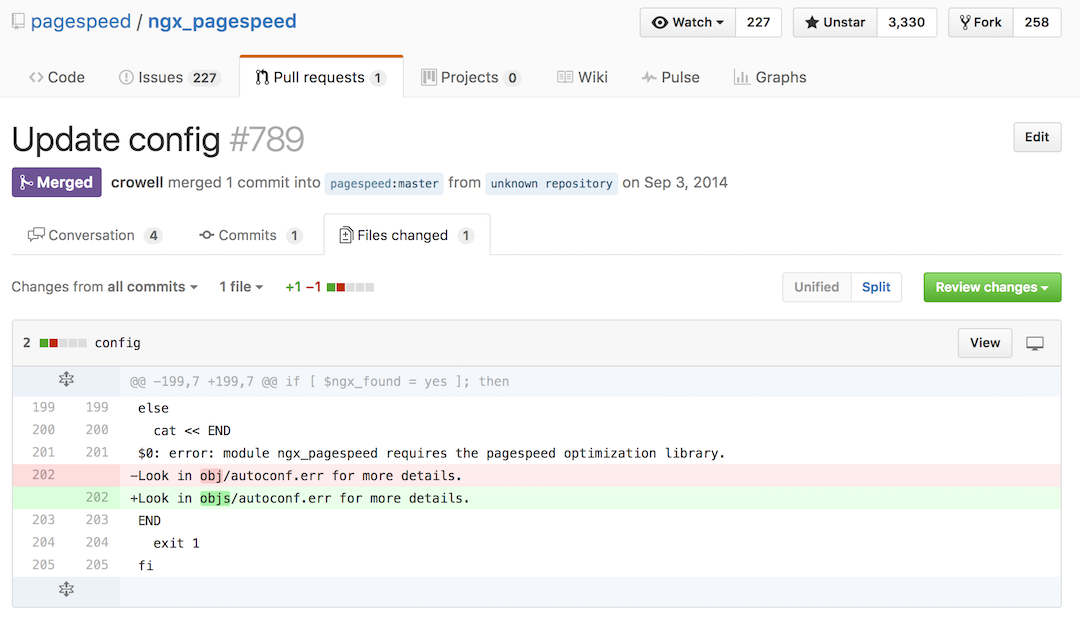 pagespeed / ngx_pagespeed Watch 227 Unstar 3,330 Fork 258
Code Issues 227 Pull requests 1 Projects 0 Wiki Pulse Graphs
Update config #789 Edit
Merged crowell merged 1 commit into pagespeed:master from unknown repository on Sep 3, 2014
Conversation 4 Commits 1 Files changed 1
Changes from all commits 1 file +1 −1 Unified Split Review changes
2 config View
@@ -199,7 +199,7 @@ if [ $ngx_found = yes ]; then
199 199 else
200 200 cat << END
201 201 $0: error: module ngx_pagespeed requires the pagespeed optimization library.
202 -Look in obj/autoconf.err for more details.
202 +Look in objs/autoconf.err for more details.
203 203 END
204 204 exit 1
205 205 fi